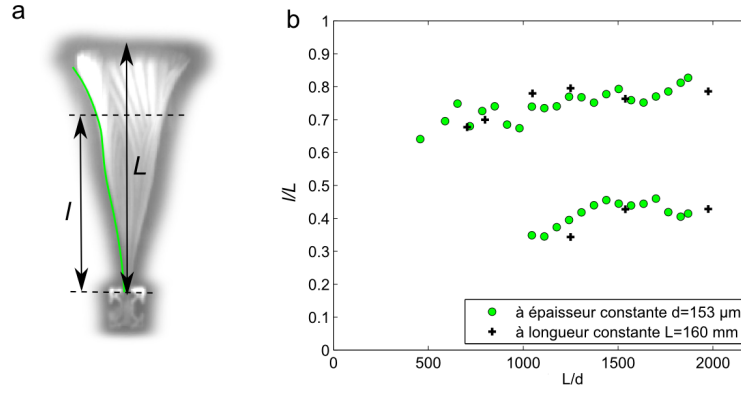 a
L
l
b
l/L
1
0.9
0.8
0.7
0.6
0.5
0.4
0.3
0.2
0.1
0
0 500 1000 1500 2000
L/d
à épaisseur constante d=153 µm
à longueur constante L=160 mm